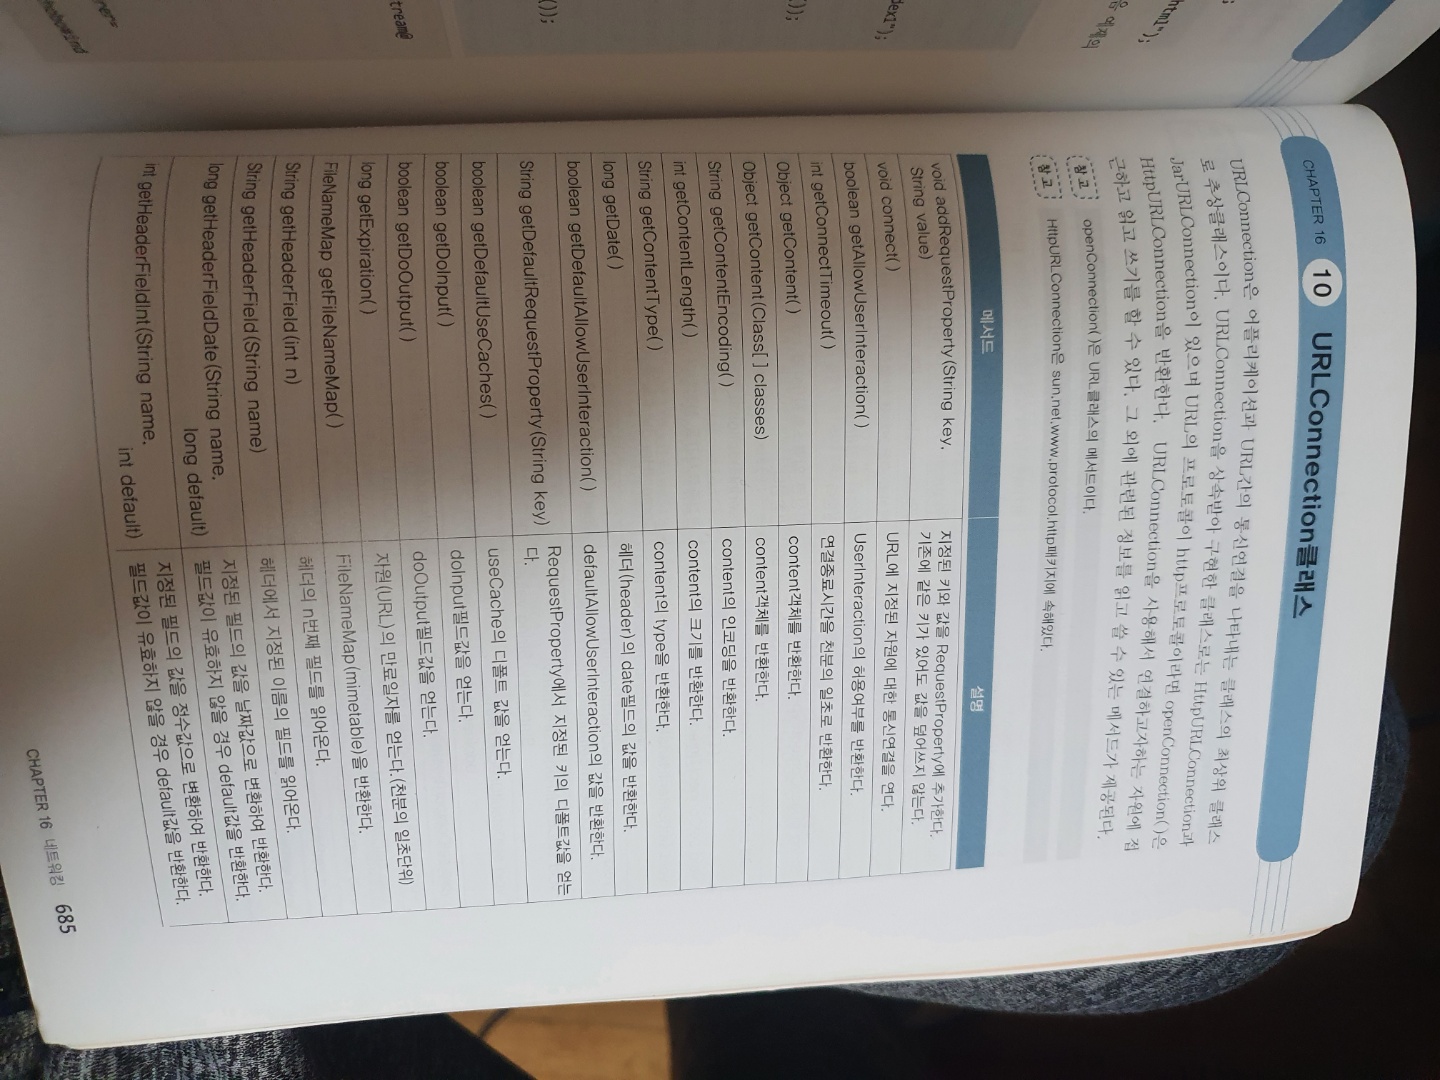 CHAPTER 16 10 URLConnection클래스
URLConnection은 어플리케이션과 URL간의 통신연결을 나타내는 클래스의 최상위 클래스
로 추상클래스이다. URLConnection을 상속받아 구현한 클래스로는 HttpURLConnection과
JarURLConnection이 있으며 URL의 프로토콜이 http프로토콜이라면 openConnection()은
HttpURLConnection을 반환한다. URLConnection을 사용해서 연결하고자하는 자원에 접
근하고 읽고 쓰기를 할 수 있다. 그 외에 관련된 정보를 읽고 쓸 수 있는 메서드가 제공된다.
참고 openConnection( )은 URL클래스의 메서드이다.
참고 HttpURLConnection은 sun.net.www.protocol.http패키지에 속해있다.
메서드 설명
void addRequestProperty(String key,
String value)
지정된 키와 값을 RequestProperty에 추가한다.
기존에 같은 키가 있어도 값을 덮어쓰지 않는다.
void connect( ) URL에 지정된 자원에 대한 통신연결을 연다.
boolean getAllowUserInteraction( ) UserInteraction의 허용여부를 반환한다.
int getConnectTimeout( ) 연결종료시간을 천분의 일초로 반환한다.
Object getContent( ) content객체를 반환한다.
Object getContent(Class[ ] classes) content객체를 반환한다.
String getContentEncoding( ) content의 인코딩을 반환한다.
int getContentLength( ) content의 크기를 반환한다.
String getContentType( ) content의 type을 반환한다.
long getDate( ) 헤더(header)의 date필드의 값을 반환한다.
boolean getDefaultAllowUserInteraction( ) defaultAllowUserInteraction의 값을 반환한다.
String getDefaultRequestProperty(String key)
RequestProperty에서 지정된 키의 디폴트값을 얻는
다.
boolean getDefaultUseCaches( ) useCache의 디폴트 값을 얻는다.
boolean getDoInput( ) doInput필드값을 얻는다.
boolean getDoOutput( ) doOutput필드값을 얻는다.
long getExpiration( ) 자원(URL)의 만료일자를 얻는다.(천분의 일초단위)
FileNameMap getFileNameMap( ) FileNameMap(mimetable)을 반환한다.
String getHeaderField(int n) 헤더의 n번째 필드를 읽어온다.
String getHeaderField(String name) 헤더에서 지정된 이름의 필드를 읽어온다.
long getHeaderFieldDate(String name,
long default)
지정된 필드의 값을 날짜값으로 변환하여 반환한다.
필드값이 유효하지 않을 경우 default값을 반환한다.
int getHeaderFieldInt(String name,
int default)
지정된 필드의 값을 정수값으로 변환하여 반환한다.
필드값이 유효하지 않을 경우 default값을 반환한다.
CHAPTER 16 네트워킹 685